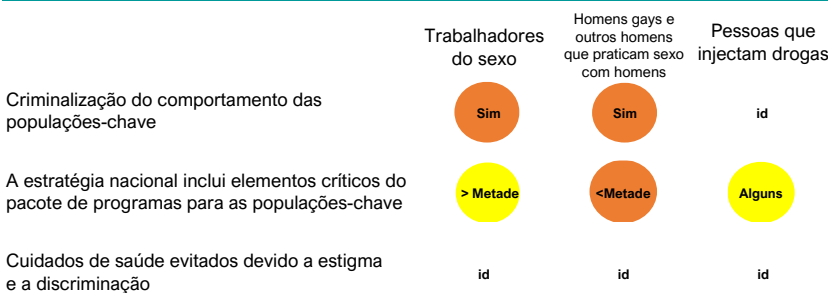 Trabalhadores
do sexo
Homens gays e
outros homens
que praticam sexo
com homens
Pessoas que
injectam drogas
Criminalização do comportamento das
populações-chave
Sim
Sim
id
A estratégia nacional inclui elementos críticos do
pacote de programas para as populações-chave
> Metade
<Metade
Alguns
Cuidados de saúde evitados devido a estigma
e a discriminação
id
id
id